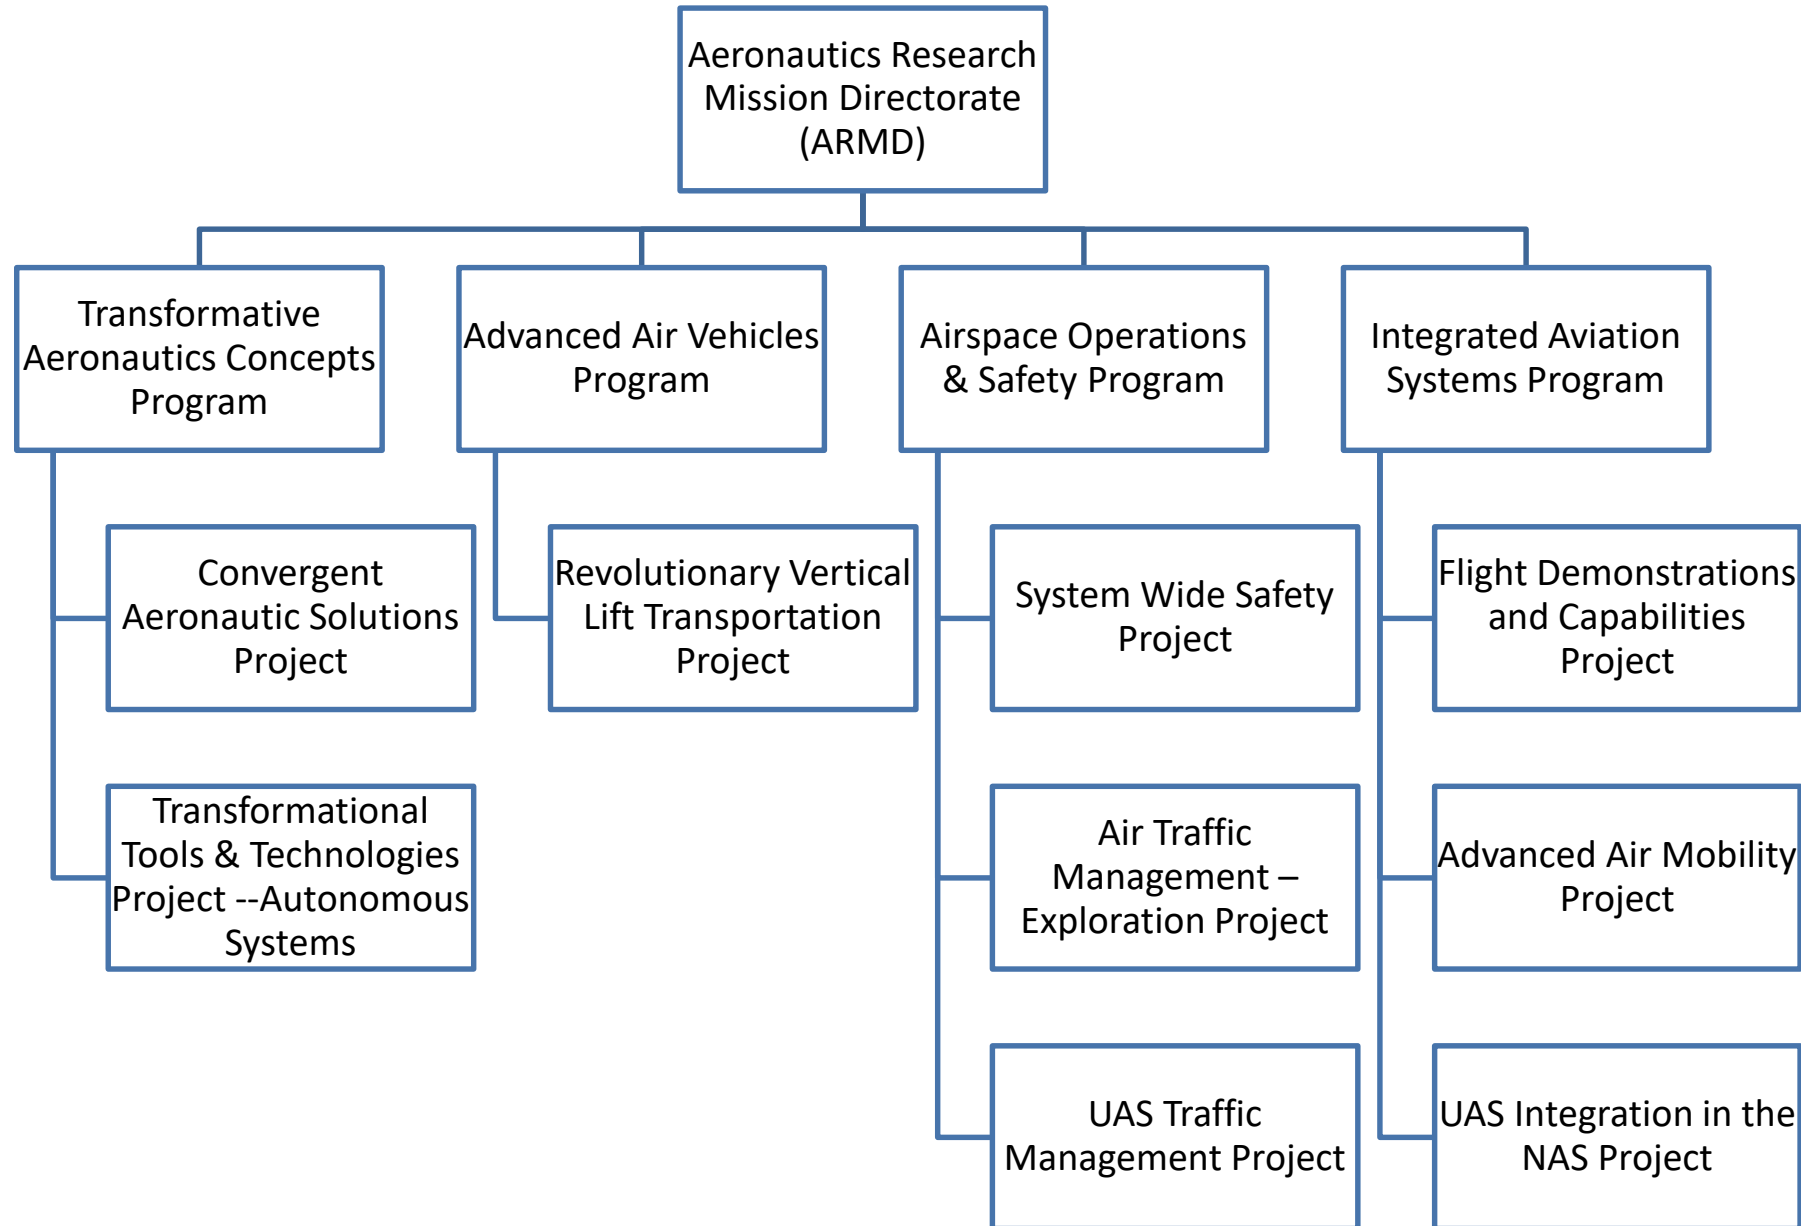 Aeronautics Research
Mission Directorate
(ARMD)
Transformative
Aeronautics Concepts
Program
Advanced Air Vehicles
Program
Airspace Operations
& Safety Program
Integrated Aviation
Systems Program
Convergent
Aeronautic Solutions
Project
Revolutionary Vertical
Lift Transportation
Project
System Wide Safety
Project
Flight Demonstrations
and Capabilities
Project
Transformational
Tools & Technologies
Project --Autonomous
Systems
Air Traffic
Management –
Exploration Project
Advanced Air Mobility
Project
UAS Traffic
Management Project
UAS Integration in the
NAS Project